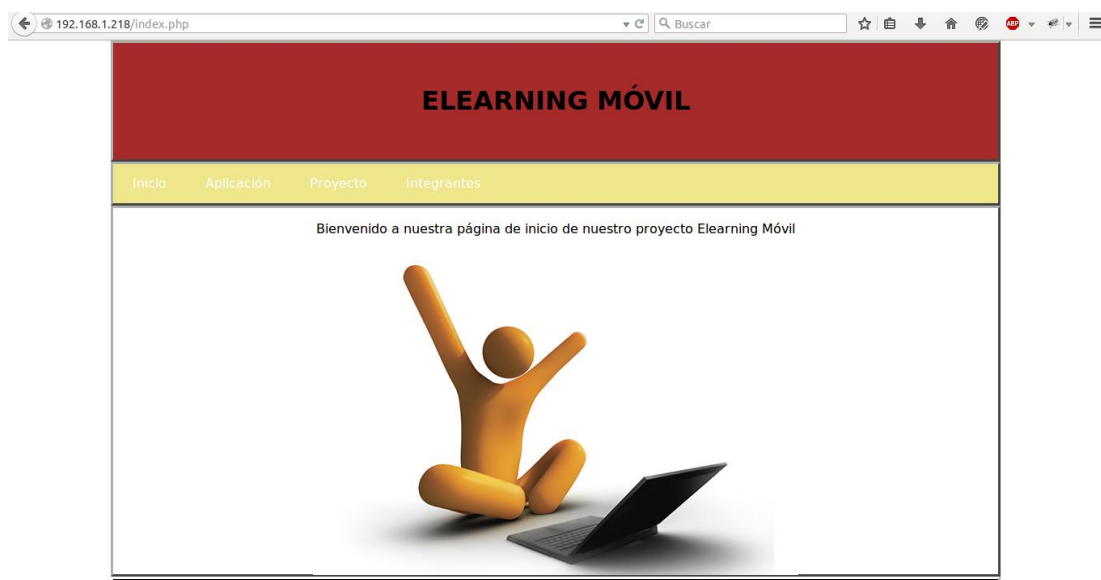 192.168.1.218/index.php
Buscar
ABP
ELEARNING MÓVIL
Inicio Aplicación Proyecto Integrantes
Bienvenido a nuestra página de inicio de nuestro proyecto Elearning Móvil